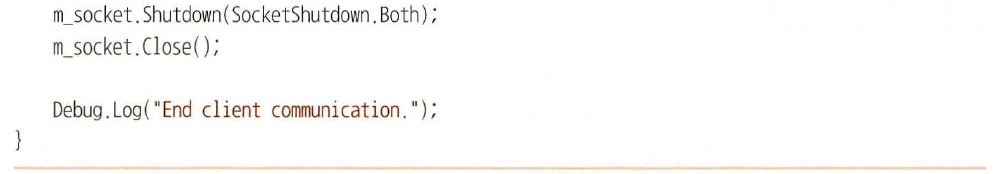 m_socket.Shutdown(SocketShutdown.Both);
m_socket.Close();
Debug.Log("End client communication.");
}